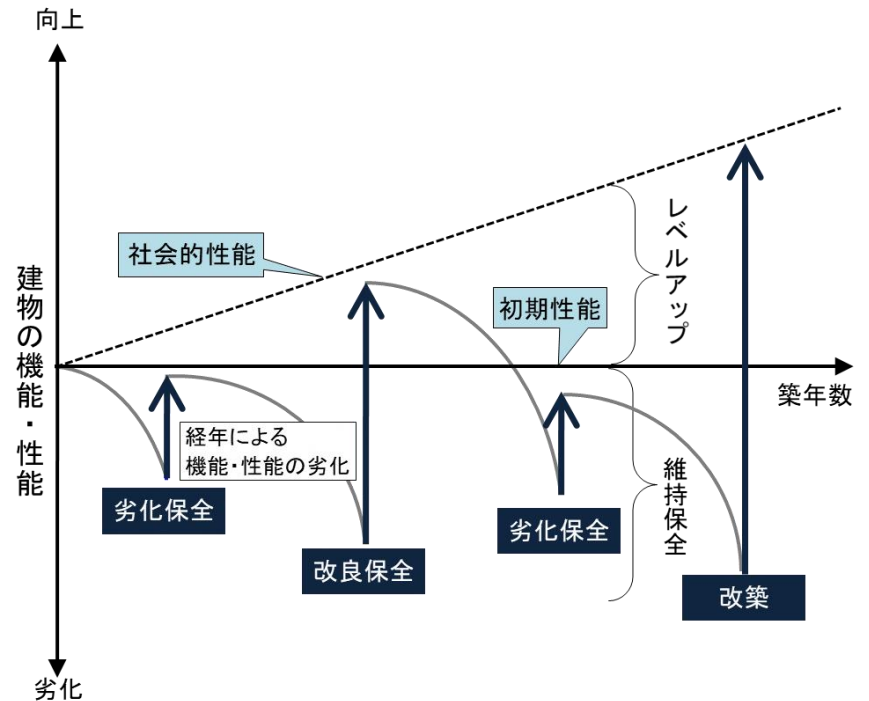 向上
社会的性能
レベルアップ
初期性能
建物の機能・性能
築年数
経年による
機能・性能の劣化
維持保全
劣化保全
劣化保全
改良保全
改築
劣化